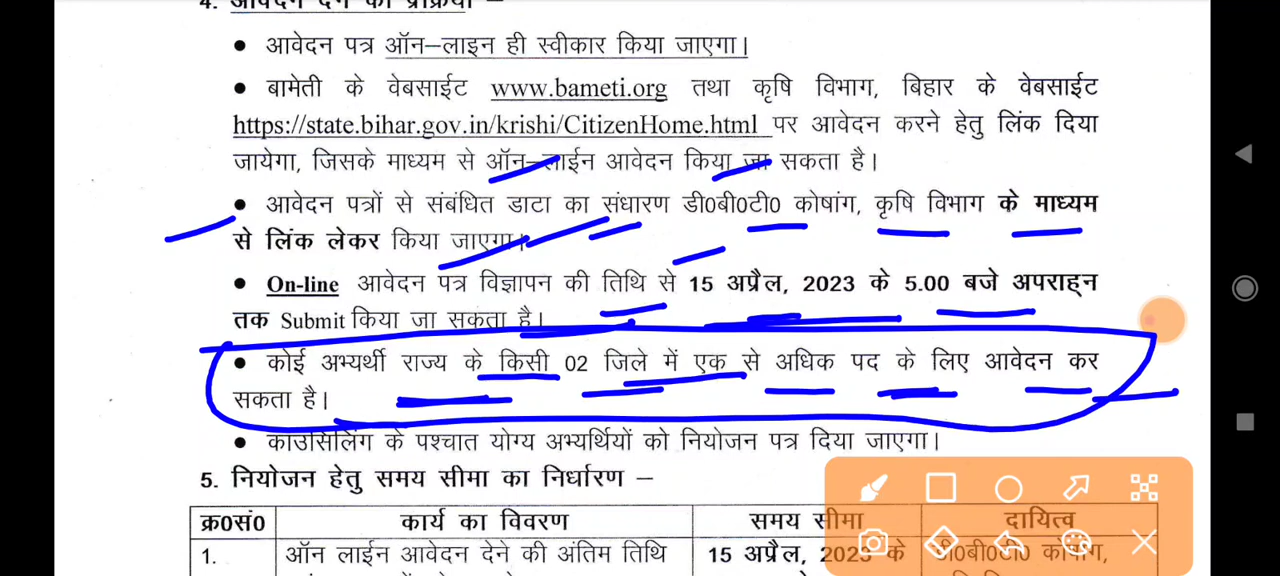 4. आवेदन देने की प्रक्रिया –
● आवेदन पत्र ऑन–लाइन ही स्वीकार किया जाएगा।
● बामेती के वेबसाईट www.bameti.org तथा कृषि विभाग, बिहार के वेबसाईट
https://state.bihar.gov.in/krishi/CitizenHome.html पर आवेदन करने हेतु लिंक दिया
जायेगा, जिसके माध्यम से ऑन–लाईन आवेदन किया जा सकता है।
● आवेदन पत्रों से संबंधित डाटा का संधारण डी0बी0टी0 कोषांग, कृषि विभाग के माध्यम
से लिंक लेकर किया जाएगा।
● On-line आवेदन पत्र विज्ञापन की तिथि से 15 अप्रैल, 2023 के 5.00 बजे अपराह्न
तक Submit किया जा सकता है।
● कोई अभ्यर्थी राज्य के किसी 02 जिले में एक से अधिक पद के लिए आवेदन कर
सकता है।
● काउंसिलिंग के पश्चात योग्य अभ्यर्थियों को नियोजन पत्र दिया जाएगा।
5. नियोजन हेतु समय सीमा का निर्धारण –
क्र0सं0 कार्य का विवरण समय सीमा दायित्व
1. ऑन लाईन आवेदन देने की अंतिम तिथि 15 अप्रैल, 2023 के डी0बी0टी0 कोषांग,